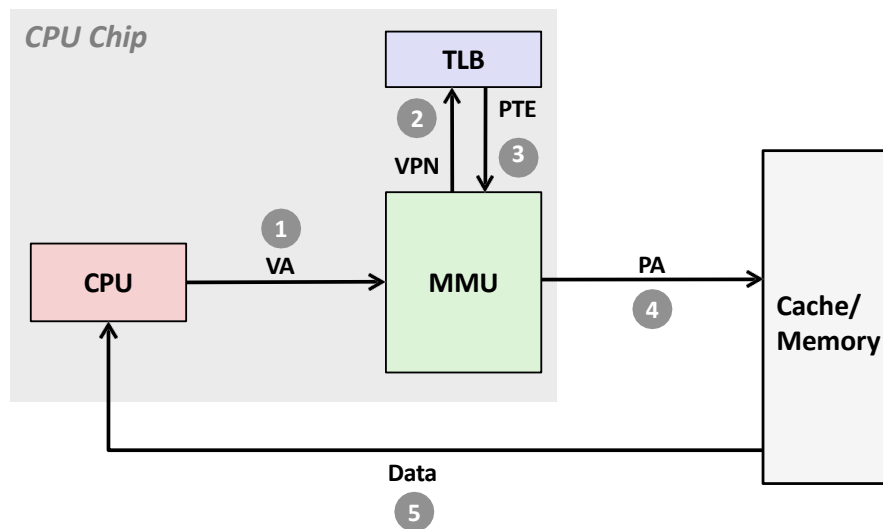 CPU Chip
TLB
2
PTE
VPN
3
1
VA
CPU
MMU
PA
4
Cache/
Memory
Data
5